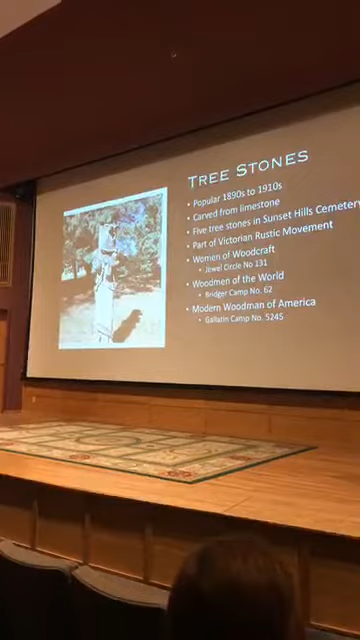 TREE STONES
• Popular 1890s to 1910s
• Carved from limestone
• Five tree stones in Sunset Hills Cemetery
• Part of Victorian Rustic Movement
• Women of Woodcraft
• Jewel Circle No 131
• Woodmen of the World
• Bridger Camp No. 62
• Modern Woodman of America
• Gallatin Camp No. 5245